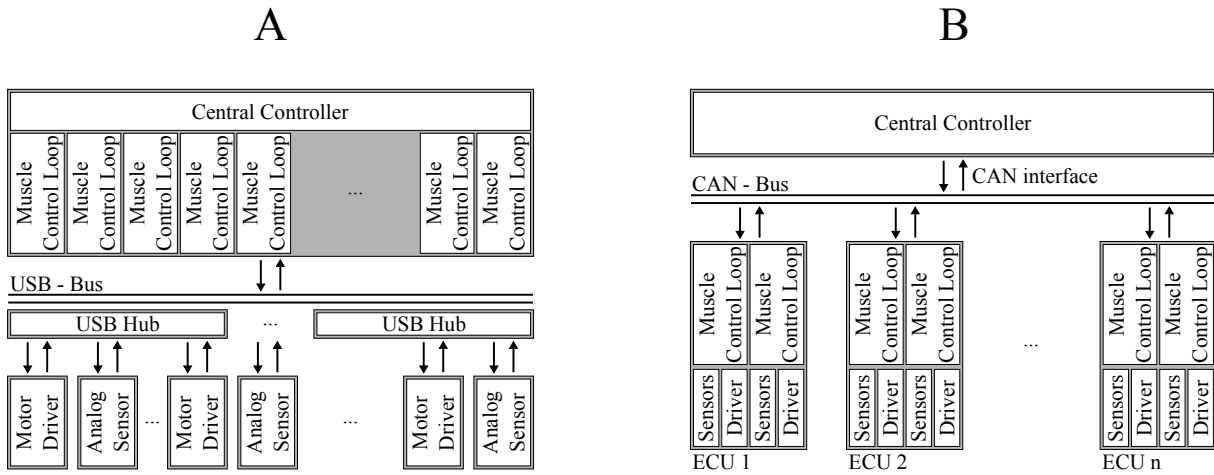 A
Central Controller
Muscle
Control Loop
Muscle
Control Loop
Muscle
Control Loop
Muscle
Control Loop
Muscle
Control Loop
...
Muscle
Control Loop
Muscle
Control Loop
USB - Bus
USB Hub
...
USB Hub
Motor
Driver
Analog
Sensor
...
Motor
Driver
Analog
Sensor
...
Motor
Driver
Analog
Sensor
B
Central Controller
CAN - Bus
CAN interface
Muscle
Control Loop
Muscle
Control Loop
Sensors
Driver
Sensors
Driver
ECU 1
Muscle
Control Loop
Muscle
Control Loop
Sensors
Driver
Sensors
Driver
ECU 2
...
Muscle
Control Loop
Muscle
Control Loop
Sensors
Driver
Sensors
Driver
ECU n